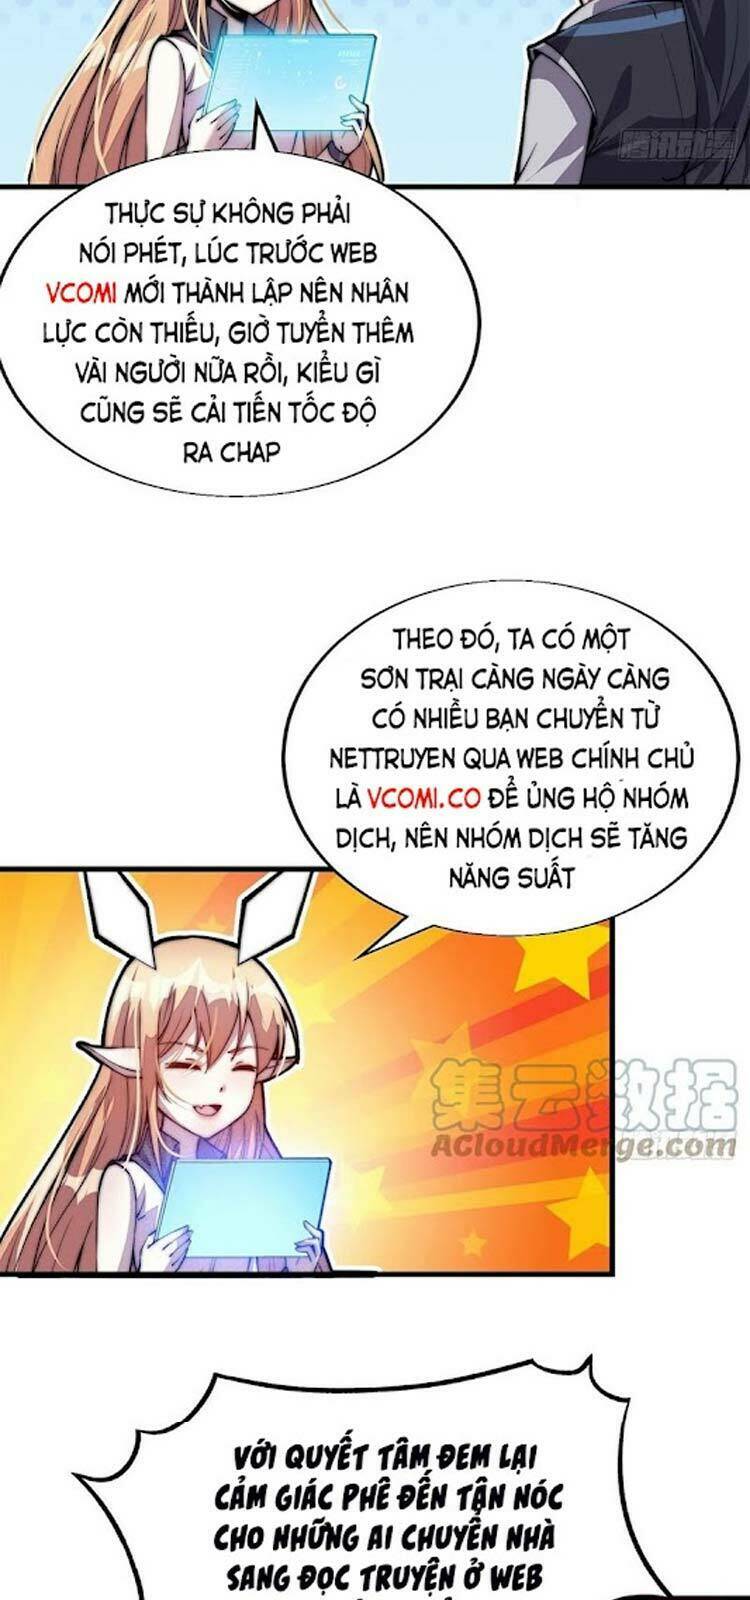 腾讯动漫
THỰC SỰ KHÔNG PHẢI
NÓI PHÉT, LÚC TRƯỚC WEB
VCOMI MỚI THÀNH LẬP NÊN NHÂN
LỰC CÒN THIẾU, GIỜ TUYỂN THÊM
VÀI NGƯỜI NỮA RỒI, KIỂU GÌ
CŨNG SẼ CẢI TIẾN TỐC ĐỘ
RA CHAP
THEO ĐÓ, TA CÓ MỘT
SƠN TRẠI CÀNG NGÀY CÀNG
CÓ NHIỀU BẠN CHUYỂN TỪ
NETTRUYEN QUA WEB CHÍNH CHỦ
LÀ VCOMI.CO ĐỂ ỦNG HỘ NHÓM
DỊCH, NÊN NHÓM DỊCH SẼ TĂNG
NĂNG SUẤT
集云数据
ACloudMerge.com
VỚI QUYẾT TÂM ĐEM LẠI
CẢM GIÁC PHÊ ĐẾN TẬN NÓC
CHO NHỮNG AI CHUYỂN NHÀ
SANG ĐỌC TRUYỆN Ở WEB